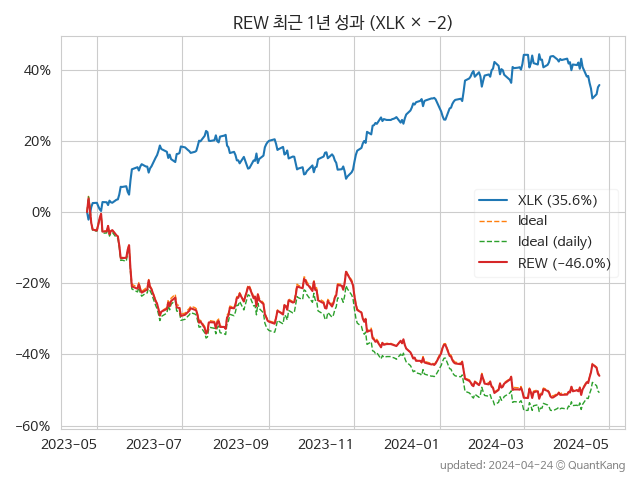 REW 최근 1년 성과 (XLK × −2)
40%
20%
0%
−20%
−40%
−60%
XLK (35.6%)
Ideal
Ideal (daily)
REW (−46.0%)
2023−05
2023−07
2023−09
2023−11
2024−01
2024−03
2024−05
updated: 2024−04−24 © QuantKang